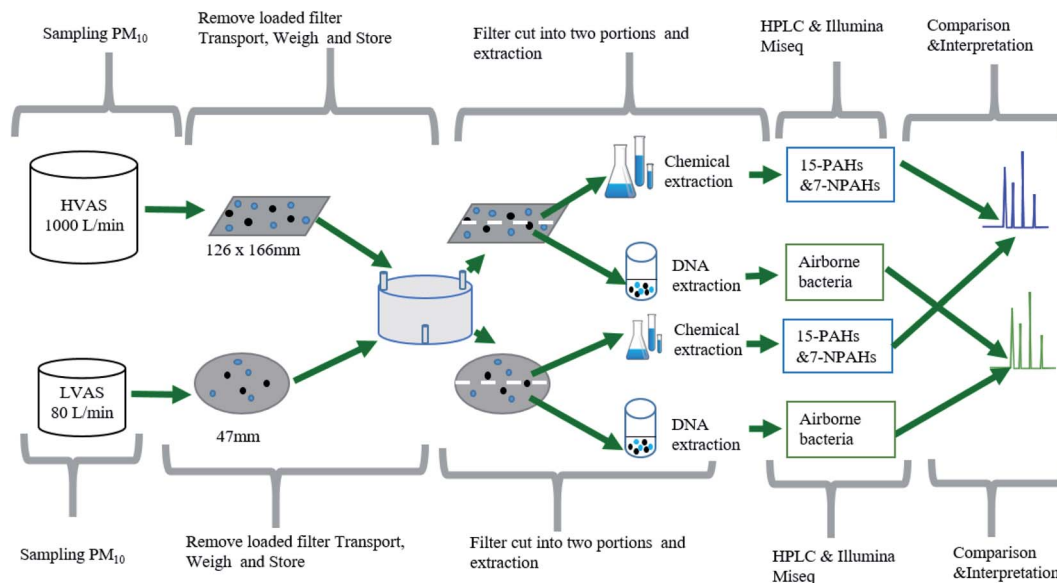 Sampling PM₁₀
Remove loaded filter
Transport, Weigh and Store
Filter cut into two portions and
extraction
HPLC & Illumina
Miseq
Comparison
&Interpretation
HVAS
1000 L/min
126 x 166mm
Chemical
extraction
15-PAHs
&7-NPAHs
DNA
extraction
Airborne
bacteria
LVAS
80 L/min
47mm
Chemical
extraction
15-PAHs
&7-NPAHs
DNA
extraction
Airborne
bacteria
Sampling PM₁₀
Remove loaded filter Transport,
Weigh and Store
Filter cut into two portions and
extraction
HPLC & Illumina
Miseq
Comparison
&Interpretation